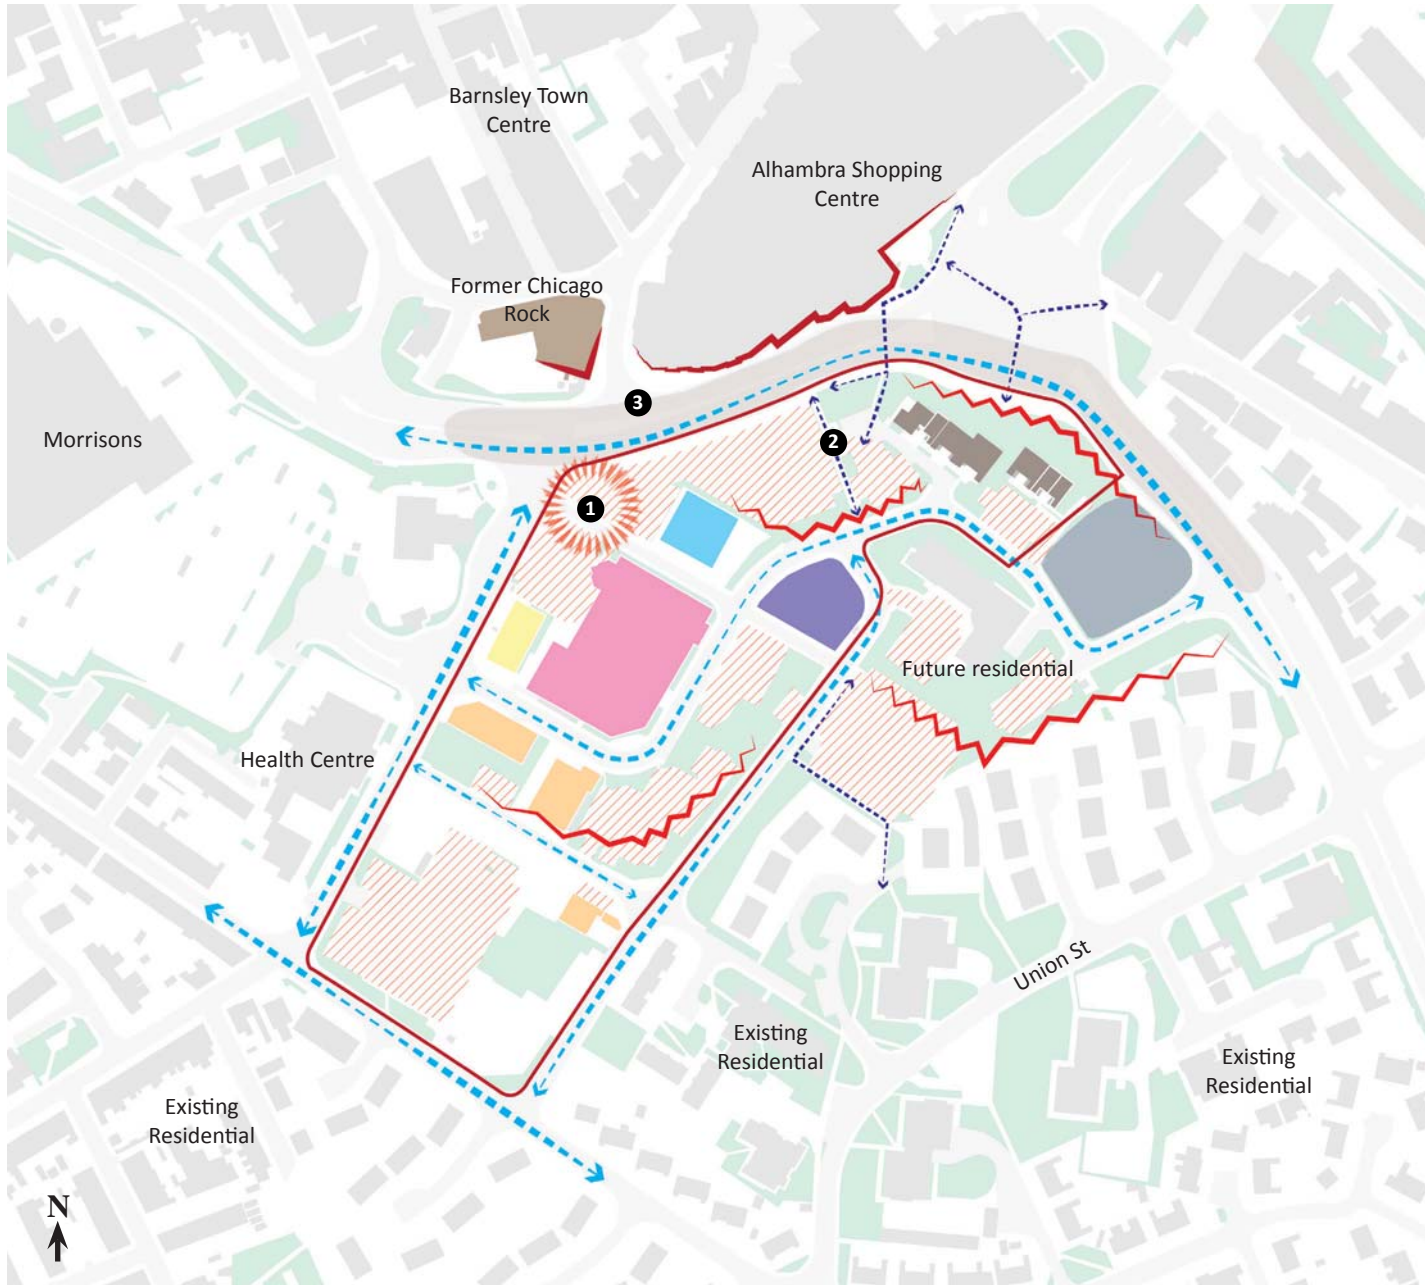 Barnsley Town
Centre
Alhambra Shopping
Centre
Former Chicago
Rock
3
Morrisons
2
1
Future residential
Health Centre
Union St
Existing
Residential
Existing
Residential
Existing
Residential
N